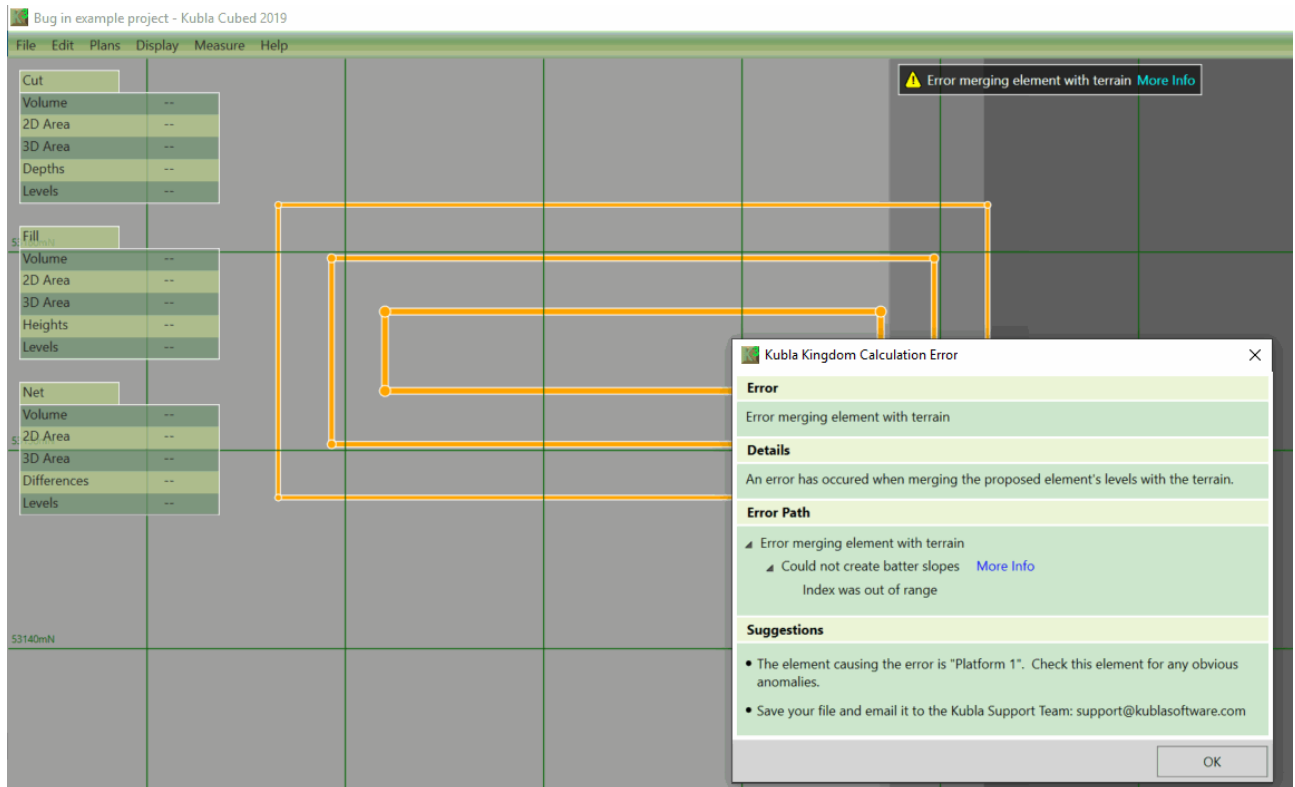 Bug in example project - Kubla Cubed 2019
File Edit Plans Display Measure Help
Error merging element with terrain More Info
Cut
Volume --
2D Area --
3D Area --
Depths --
Levels --
Fill
Volume --
2D Area --
3D Area --
Heights --
Levels --
Net
Volume --
2D Area --
3D Area --
Differences --
Levels --
53140mN
Kubla Kingdom Calculation Error
Error
Error merging element with terrain
Details
An error has occured when merging the proposed element's levels with the terrain.
Error Path
Error merging element with terrain
Could not create batter slopes More Info
Index was out of range
Suggestions
• The element causing the error is "Platform 1". Check this element for any obvious
anomalies.
• Save your file and email it to the Kubla Support Team: support@kublasoftware.com
OK